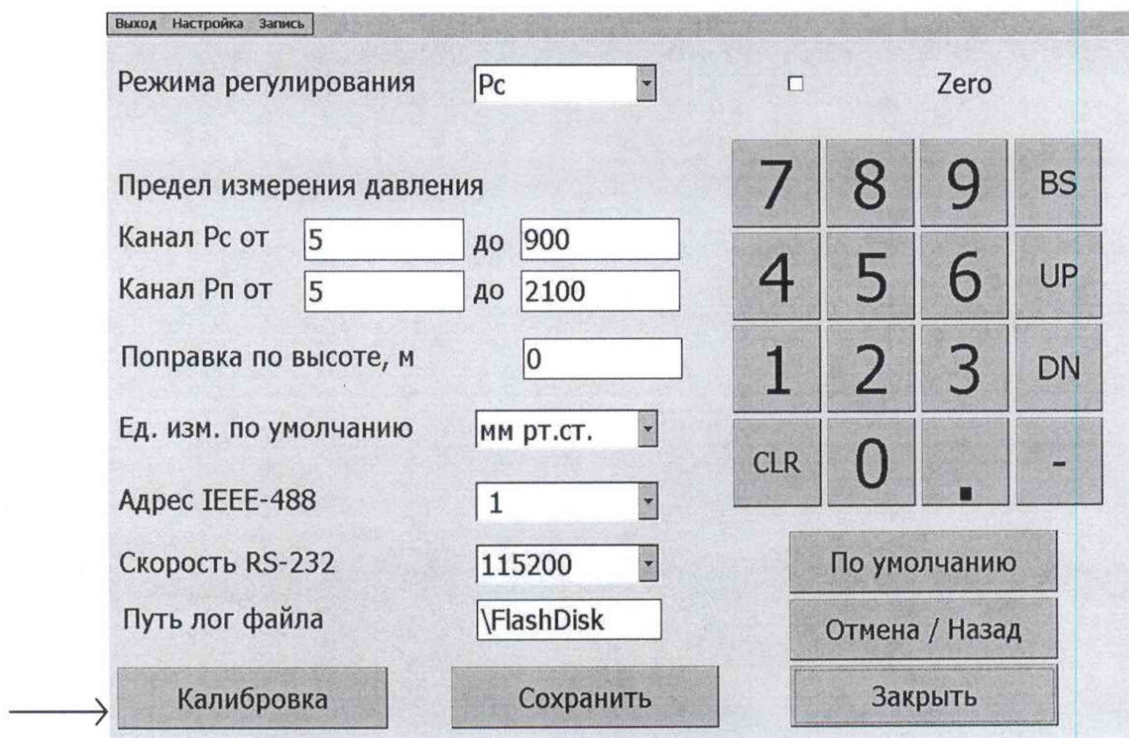 Выход Настройка Запись
Режима регулирования Рс Zero
Предел измерения давления
Канал Рс от 5 до 900
Канал Рп от 5 до 2100
Поправка по высоте, м 0
Ед. изм. по умолчанию мм рт.ст.
Адрес IEEE-488 1
Скорость RS-232 115200
Путь лог файла \FlashDisk
Калибровка Сохранить
7 8 9 BS
4 5 6 UP
1 2 3 DN
CLR 0 . -
По умолчанию
Отмена / Назад
Закрыть